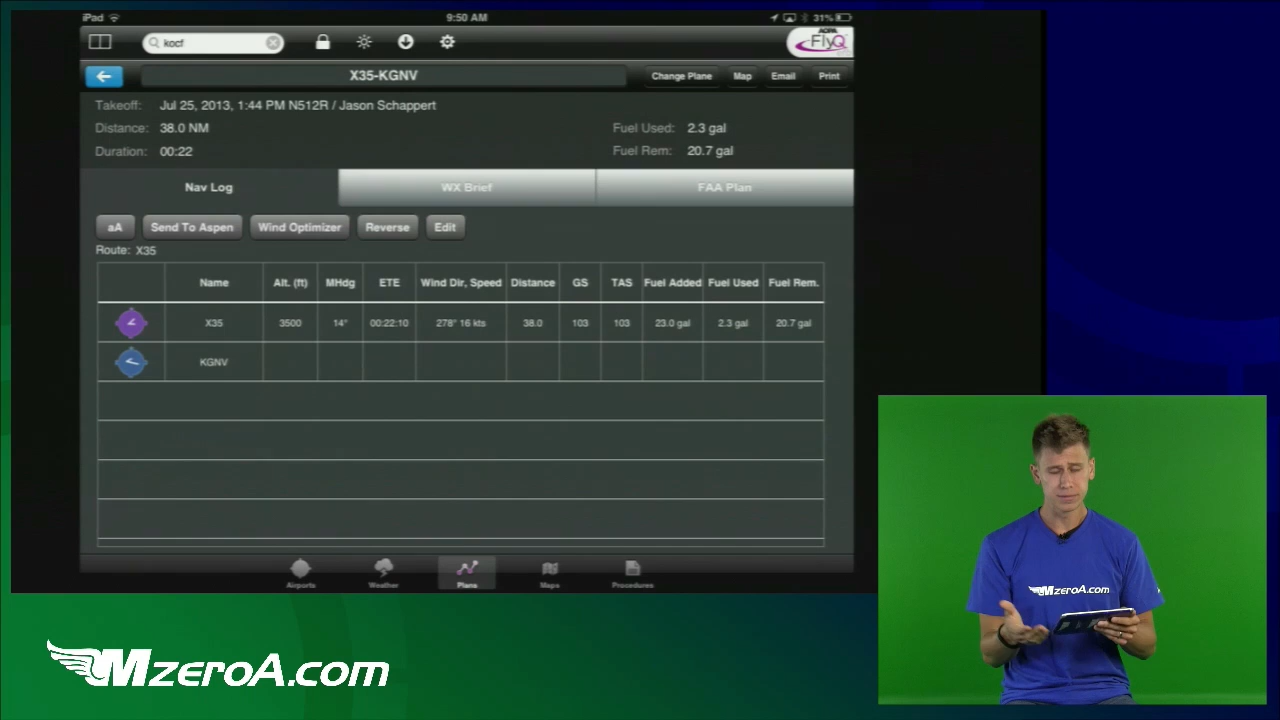 iPad 9:50 AM 31%
kocf
AOPA
FlyQ
X35-KGNV Change Plane Map Email Print
Takeoff: Jul 25, 2013, 1:44 PM N512R / Jason Schappert
Distance: 38.0 NM Fuel Used: 2.3 gal
Duration: 00:22 Fuel Rem: 20.7 gal
Nav Log WX Brief FAA Plan
aA Send To Aspen Wind Optimizer Reverse Edit
Route: X35
Name Alt. (ft) MHdg ETE Wind Dir, Speed Distance GS TAS Fuel Added Fuel Used Fuel Rem.
X35 3500 14° 00:22:10 278° 16 kts 38.0 103 103 23.0 gal 2.3 gal 20.7 gal
KGNV
Airports Weather Plans Maps Procedures
MzeroA.com
MzeroA.com